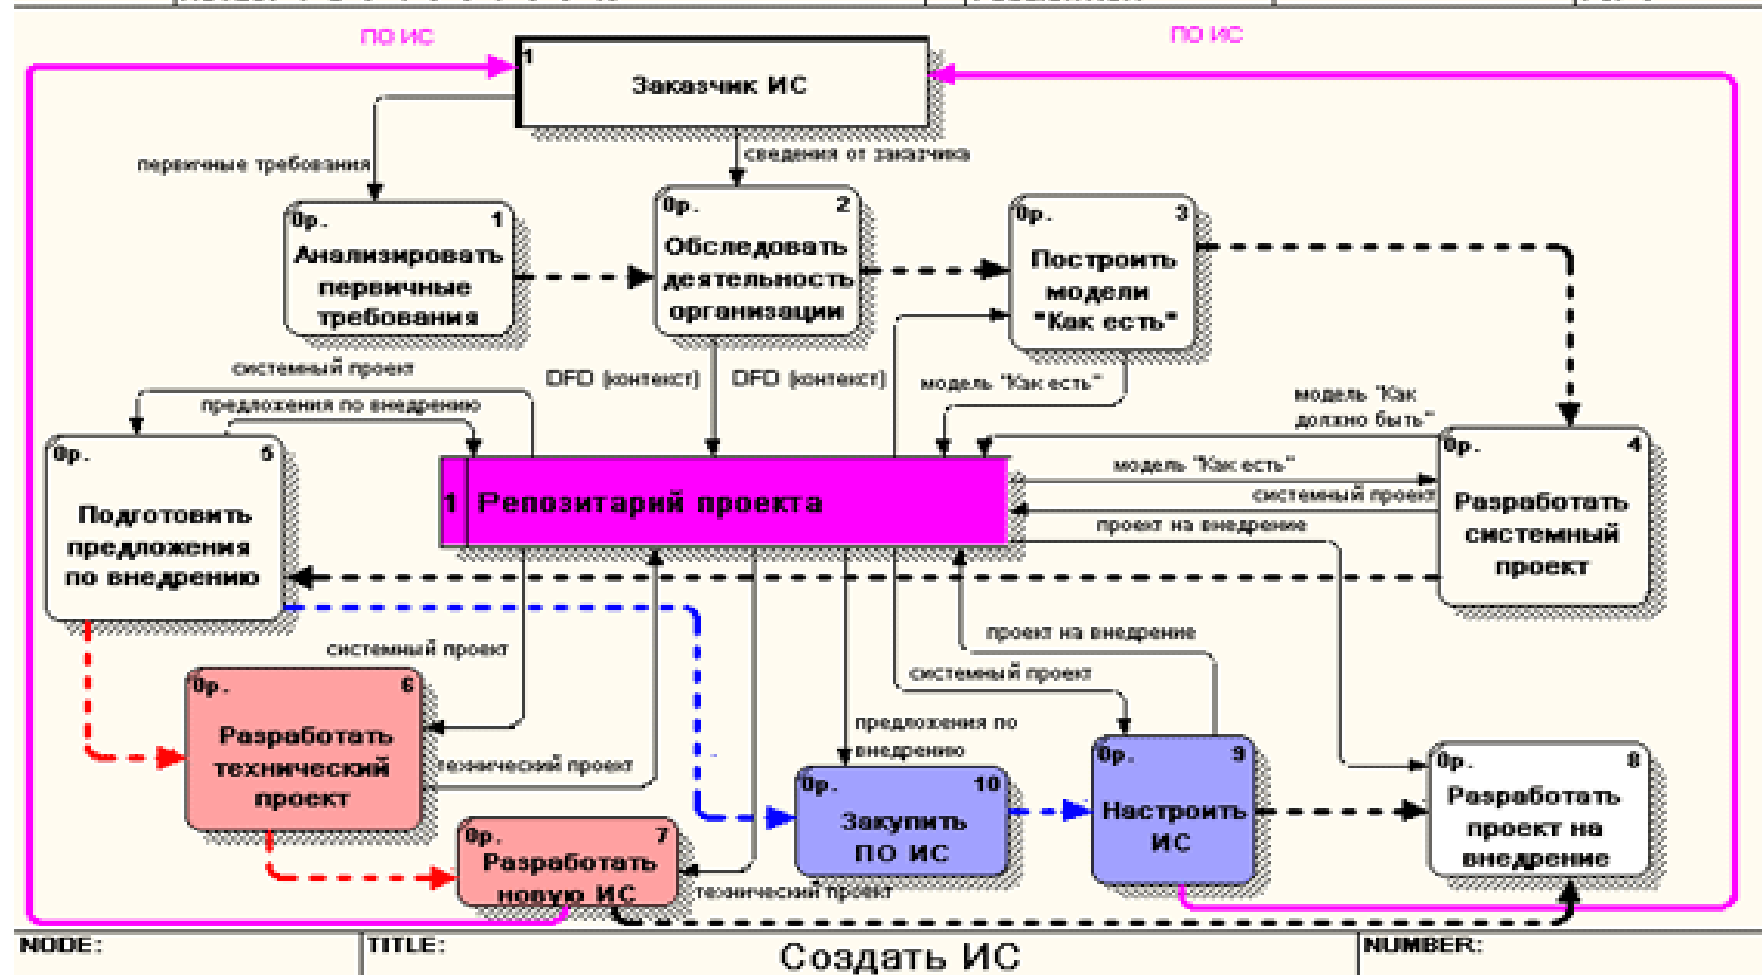 ПО ИС
ПО ИС
1
Заказчик ИС
первичные требования
сведения от заказчика
0р. 1
Анализировать
первичные
требования
0р. 2
Обследовать
деятельность
организации
0р. 3
Построить
модели
"Как есть"
системный проект
предложения по внедрению
DFD (контекст)
DFD (контекст)
модель "Как есть"
модель "Как
должно быть"
0р. 5
Подготовить
предложения
по внедрению
1 Репозитарий проекта
модель "Как есть"
системный проект
проект на внедрение
0р. 4
Разработать
системный
проект
системный проект
проект на внедрение
системный проект
0р. 6
Разработать
технический
проект
технический проект
предложения по
внедрению
0р. 7
Разработать
новую ИС
технический проект
0р. 10
Закупить
ПО ИС
0р. 9
Настроить
ИС
0р. 8
Разработать
проект на
внедрение
NODE:
TITLE:
Создать ИС
NUMBER: